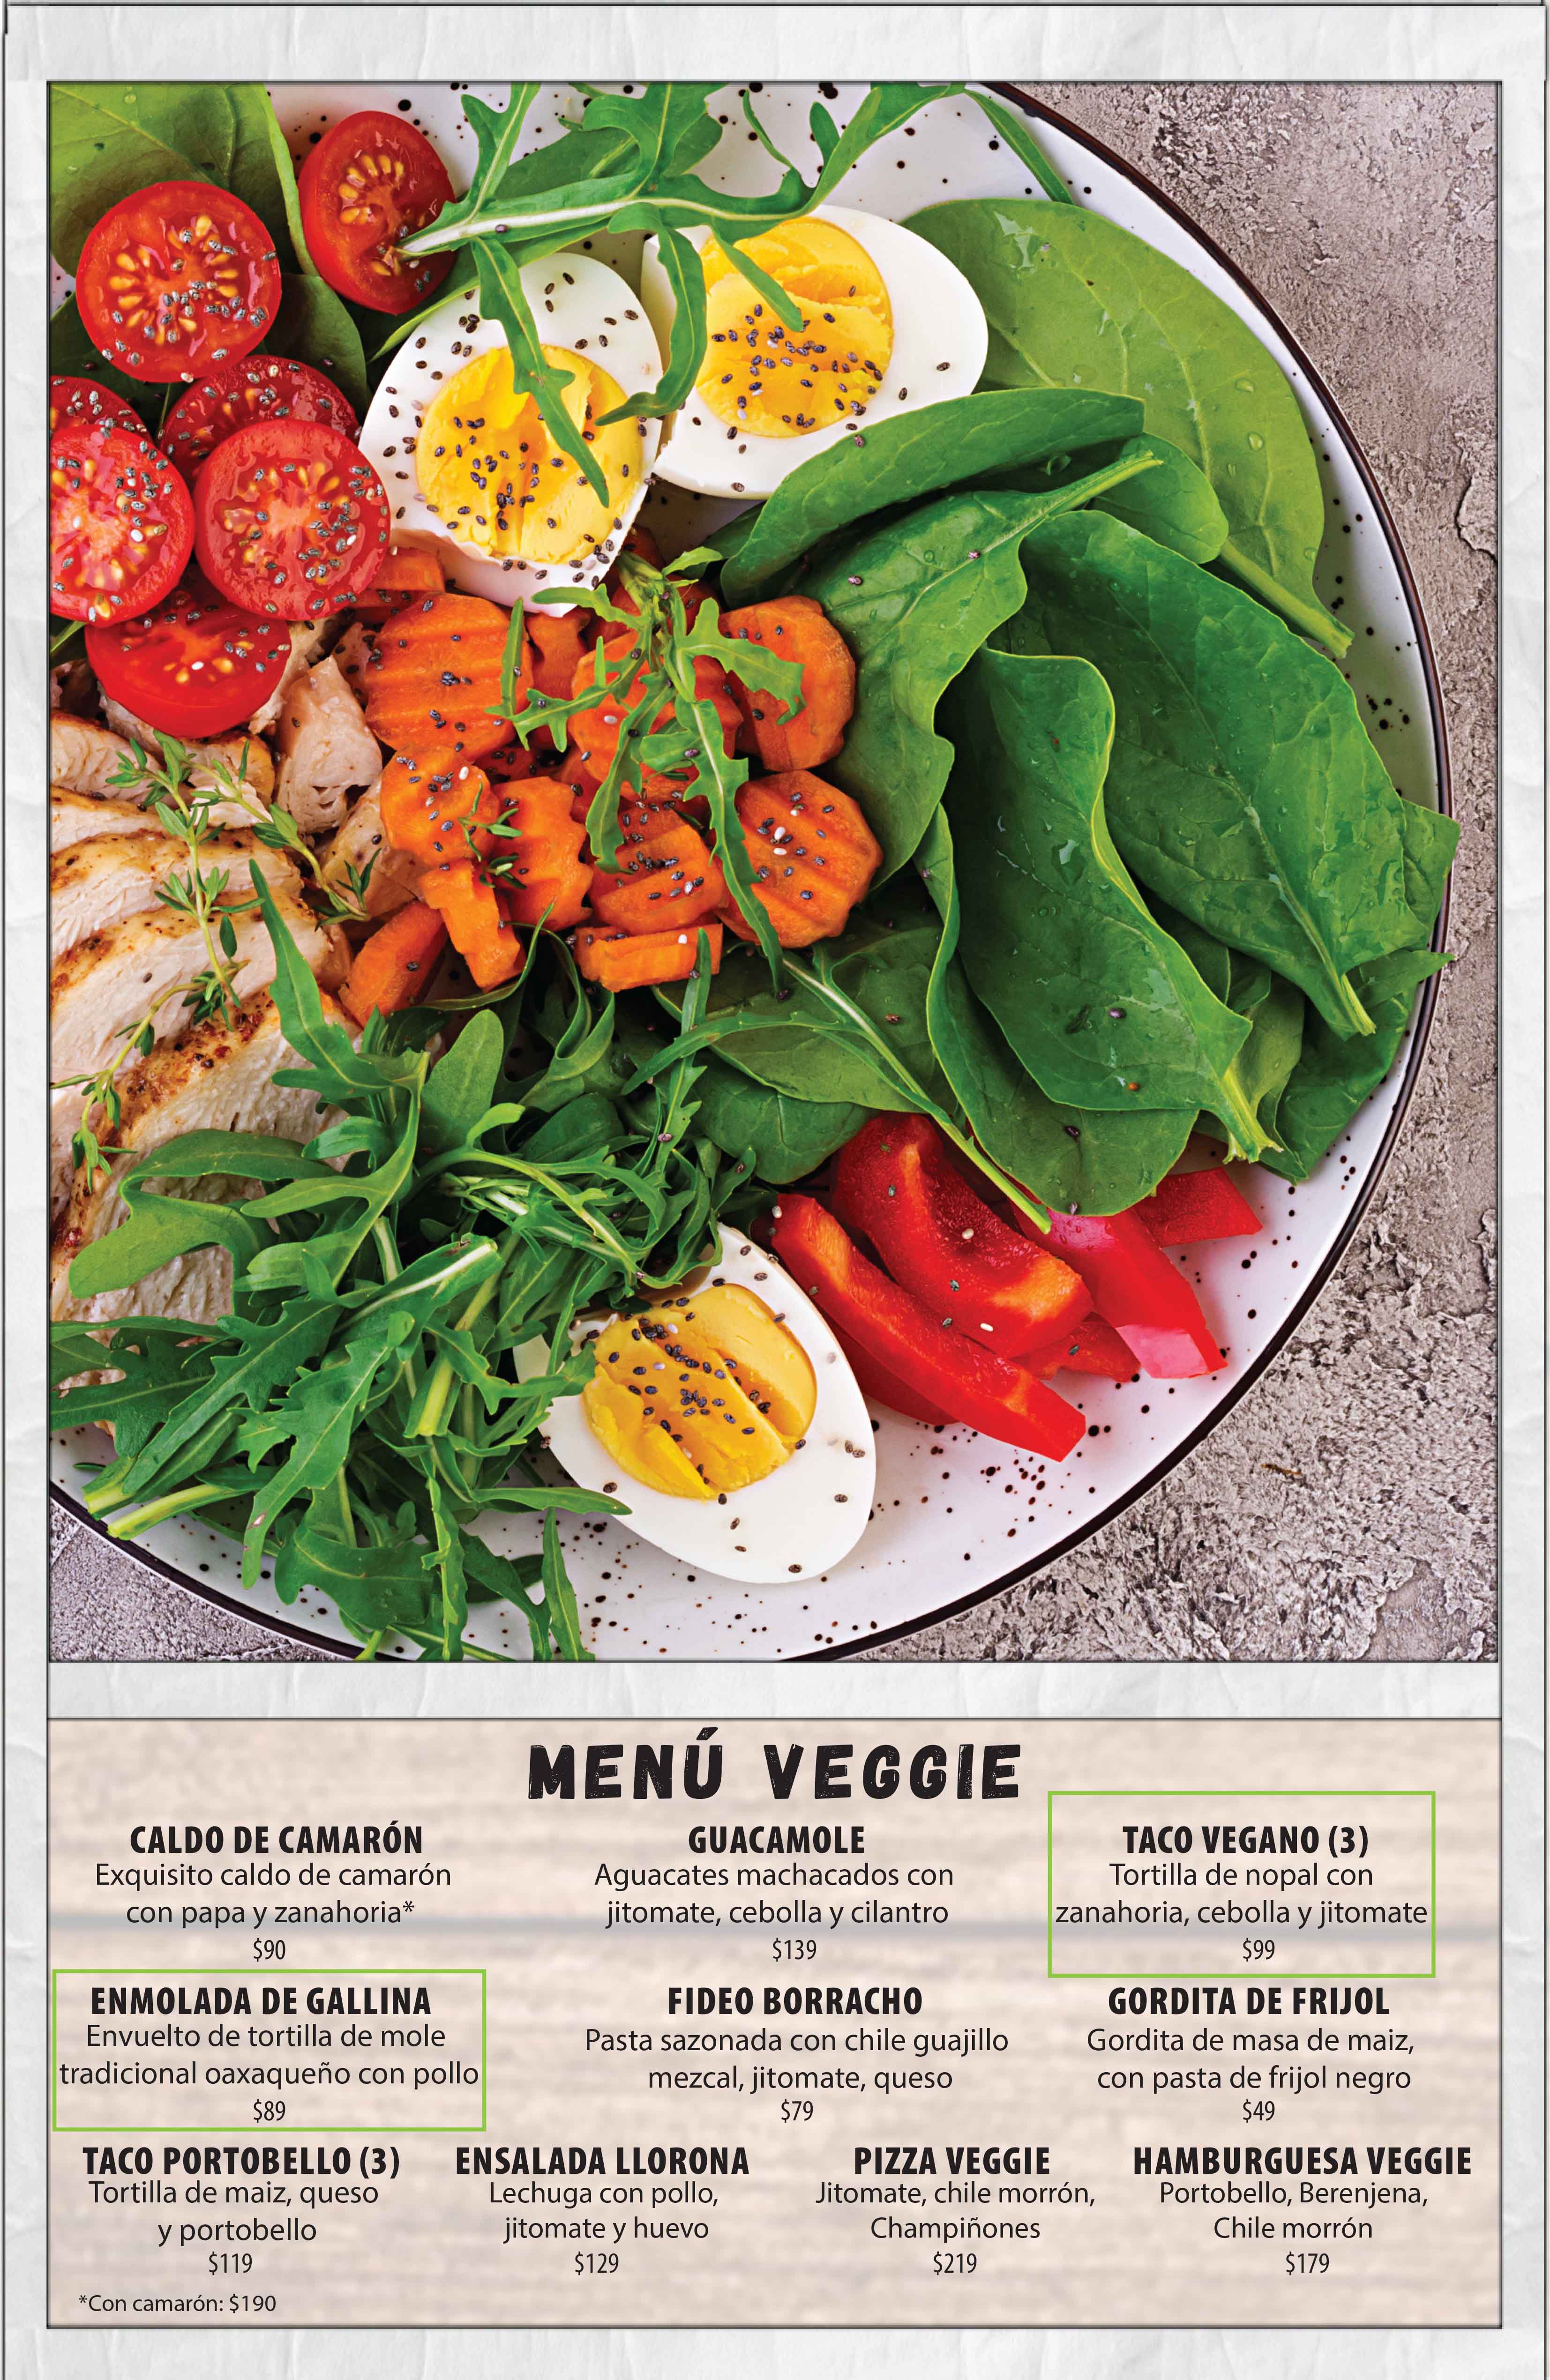 MENÚ VEGGIE
CALDO DE CAMARÓN
Exquisito caldo de camarón
con papa y zanahoria*
$90
GUACAMOLE
Aguacates machacados con
jitomate, cebolla y cilantro
$139
TACO VEGANO (3)
Tortilla de nopal con
zanahoria, cebolla y jitomate
$99
ENMOLADA DE GALLINA
Envuelto de tortilla de mole
tradicional oaxaqueño con pollo
$89
FIDEO BORRACHO
Pasta sazonada con chile guajillo
mezcal, jitomate, queso
$79
GORDITA DE FRIJOL
Gordita de masa de maiz,
con pasta de frijol negro
$49
TACO PORTOBELLO (3)
Tortilla de maiz, queso
y portobello
$119
ENSALADA LLORONA
Lechuga con pollo,
jitomate y huevo
$129
PIZZA VEGGIE
Jitomate, chile morrón,
Champiñones
$219
HAMBURGUESA VEGGIE
Portobello, Berenjena,
Chile morrón
$179
*Con camarón: $190